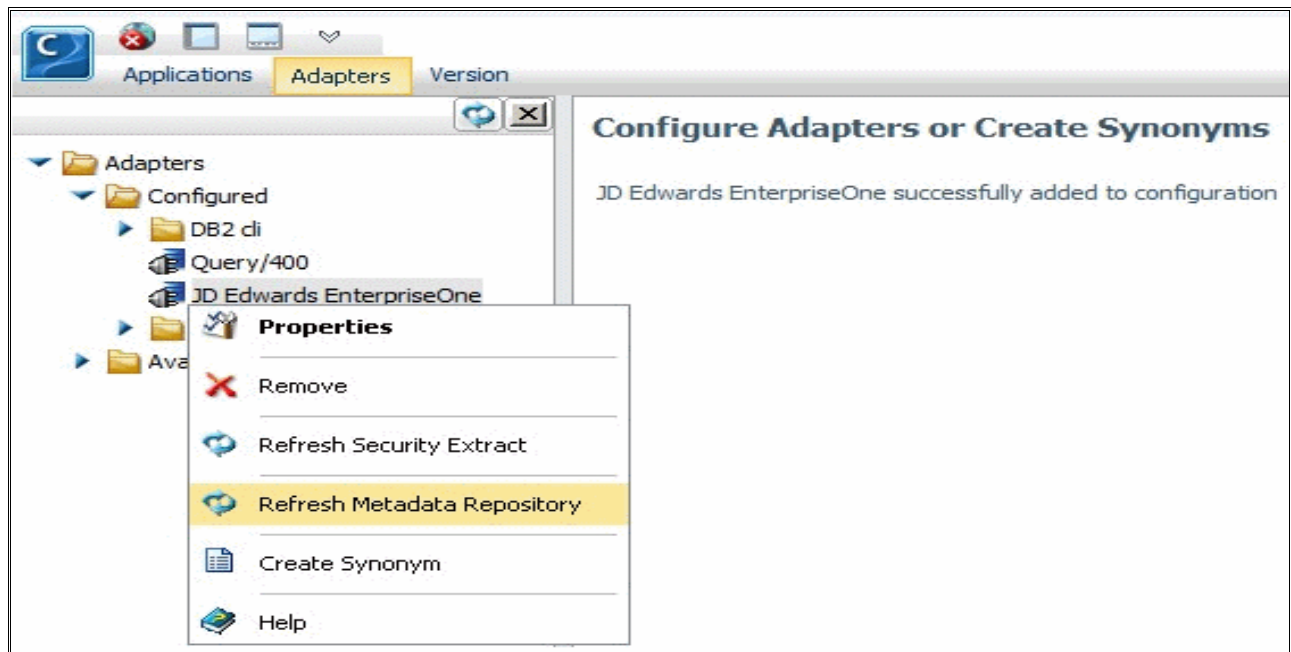 C
Applications Adapters Version
Configure Adapters or Create Synonyms
JD Edwards EnterpriseOne successfully added to configuration
Adapters
Configured
DB2 cli
Query/400
JD Edwards EnterpriseOne
Ava
Properties
Remove
Refresh Security Extract
Refresh Metadata Repository
Create Synonym
Help